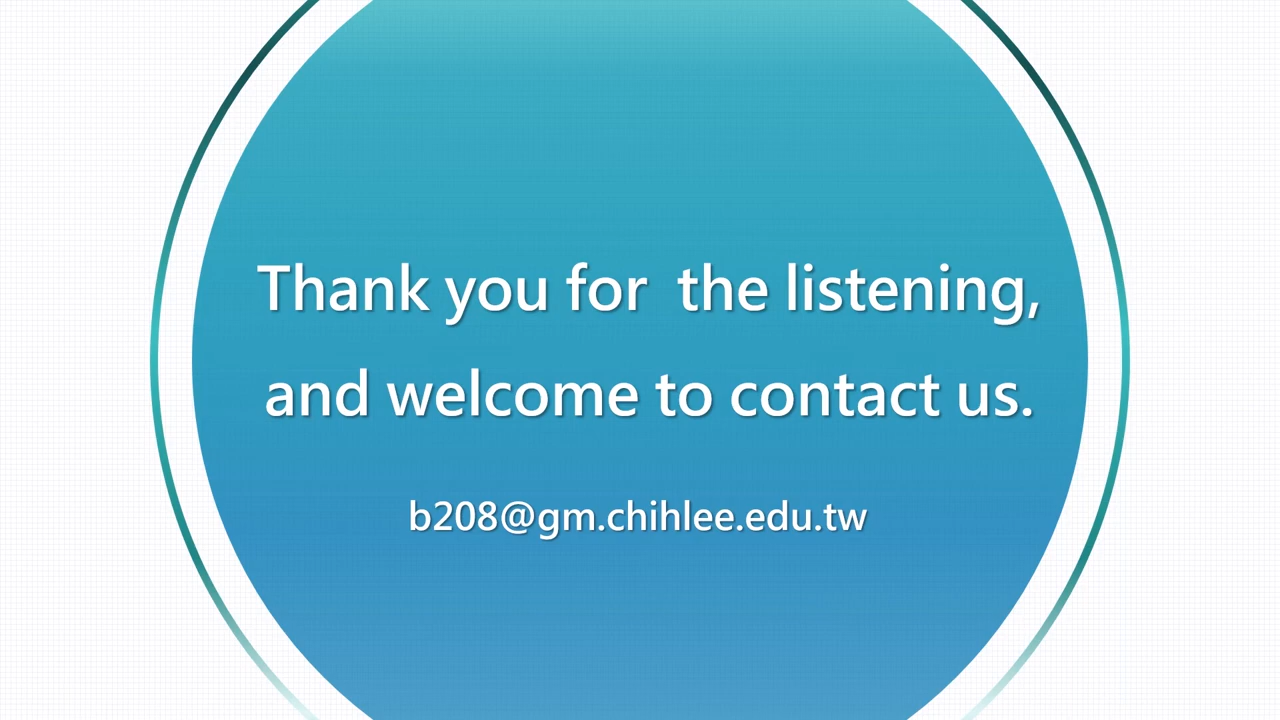 Thank you for  the listening,
and welcome to contact us.
b208@gm.chihlee.edu.tw